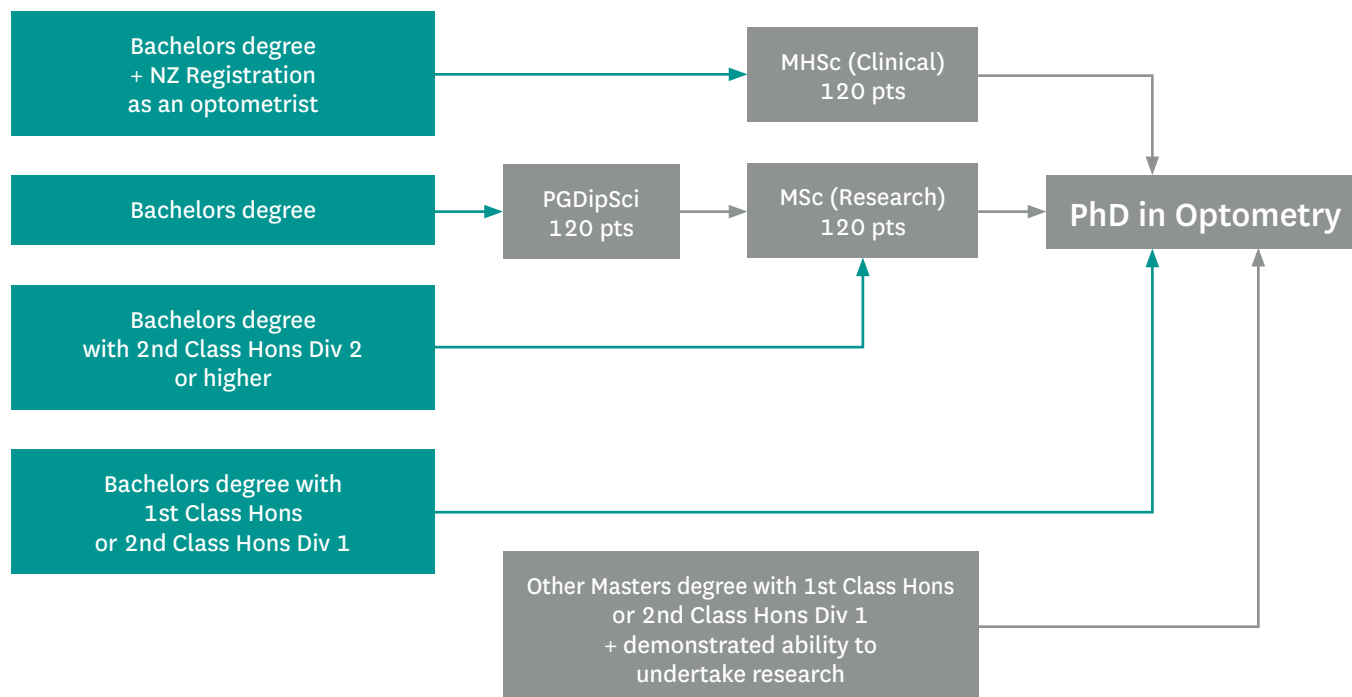 Bachelors degree
+ NZ Registration
as an optometrist
MHSc (Clinical)
120 pts
Bachelors degree
PGDipSci
120 pts
MSc (Research)
120 pts
PhD in Optometry
Bachelors degree
with 2nd Class Hons Div 2
or higher
Bachelors degree with
1st Class Hons
or 2nd Class Hons Div 1
Other Masters degree with 1st Class Hons
or 2nd Class Hons Div 1
+ demonstrated ability to
undertake research